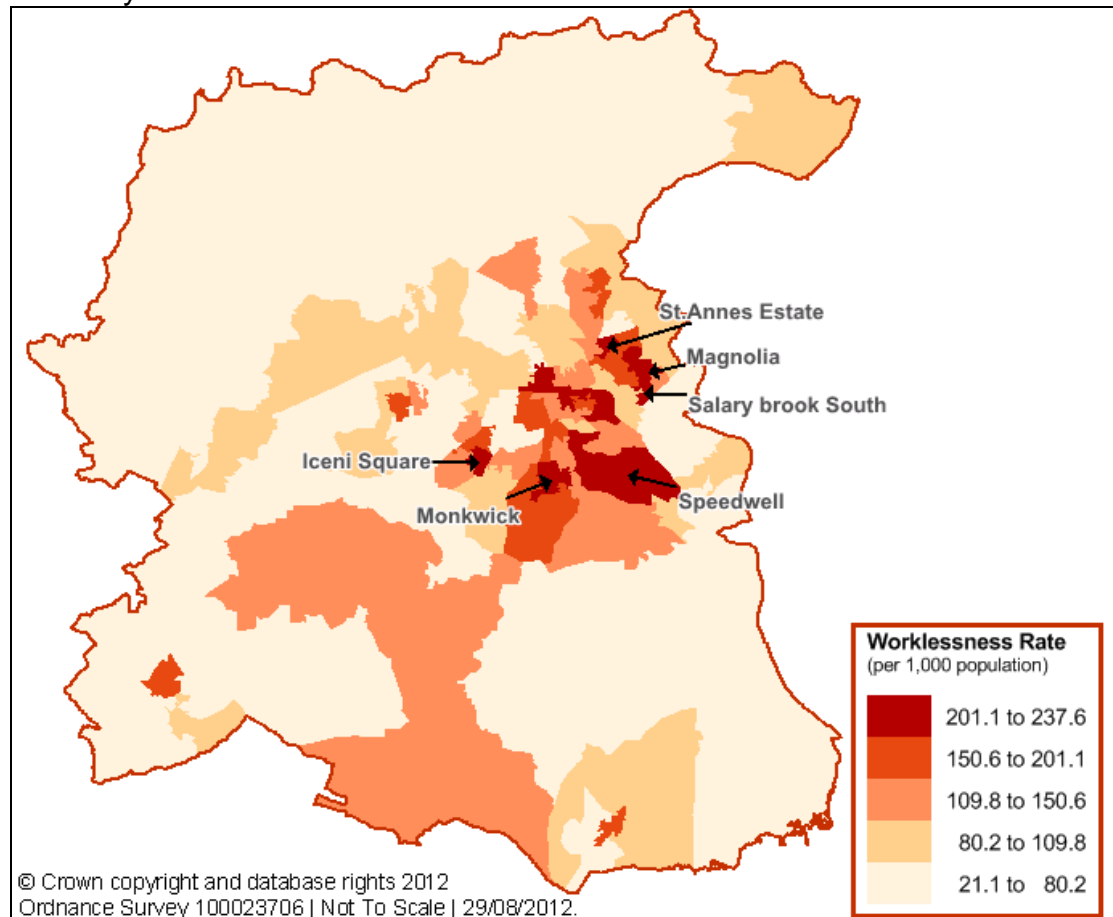 St.Annes Estate
Magnolia
Salary brook South
Iceni Square
Speedwell
Monkwick
Worklessness Rate
(per 1,000 population)
201.1 to 237.6
150.6 to 201.1
109.8 to 150.6
80.2 to 109.8
21.1 to 80.2
© Crown copyright and database rights 2012
Ordnance Survey 100023706 | Not To Scale | 29/08/2012.